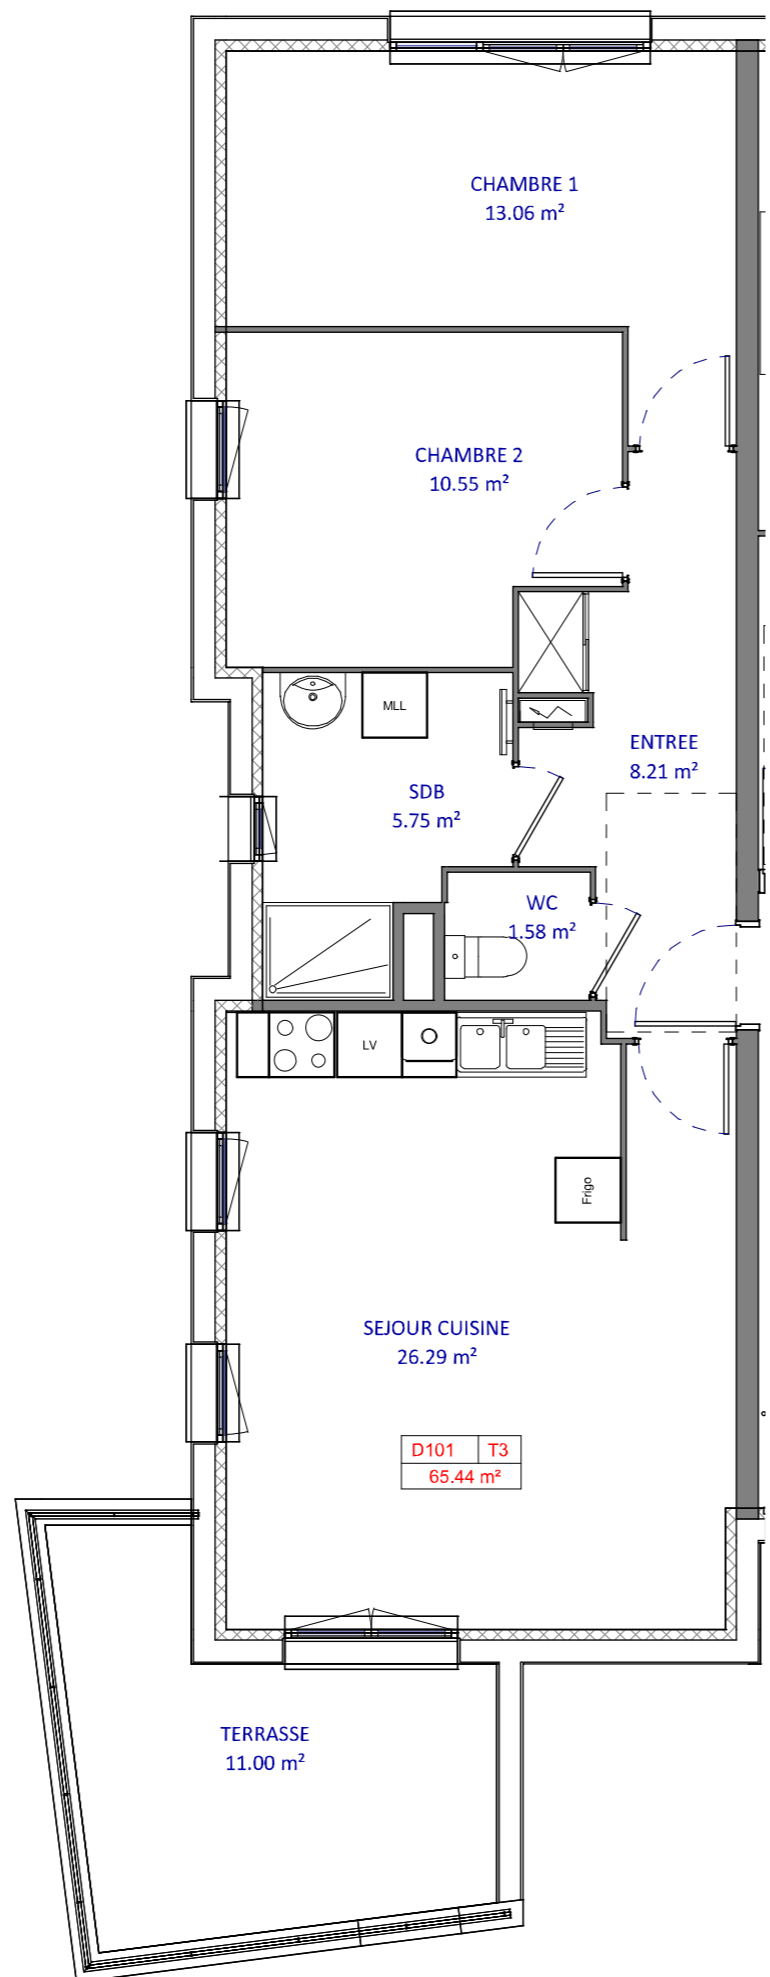 CHAMBRE 1
13.06 m²
CHAMBRE 2
10.55 m²
MLL
ENTREE
8.21 m²
SDB
5.75 m²
WC
1.58 m²
LV
Frigo
SEJOUR CUISINE
26.29 m²
D101 T3
65.44 m²
TERRASSE
11.00 m²